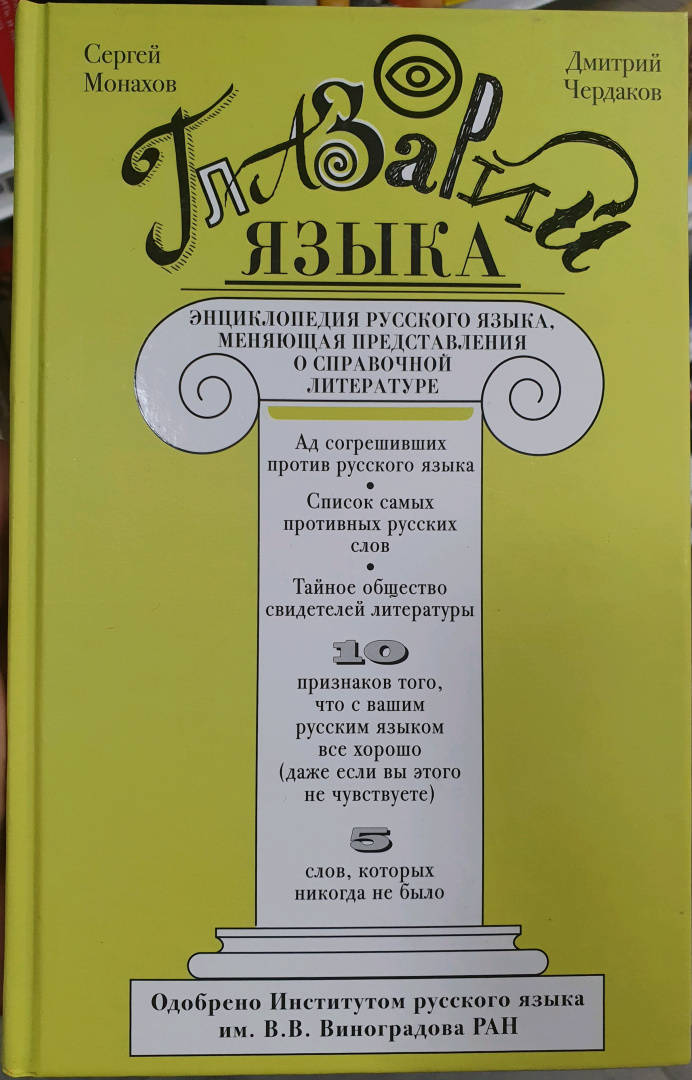 Сергей
Монахов
Дмитрий
Чердаков
ГлАЗАРИй
ЯЗЫКА
ЭНЦИКЛОПЕДИЯ РУССКОГО ЯЗЫКА,
МЕНЯЮЩАЯ ПРЕДСТАВЛЕНИЯ
О СПРАВОЧНОЙ
ЛИТЕРАТУРЕ
Ад согрешивших
против русского языка
•
Список самых
противных русских
слов
•
Тайное общество
свидетелей литературы
10
признаков того,
что с вашим
русским языком
все хорошо
(даже если вы этого
не чувствуете)
5
слов, которых
никогда не было
Одобрено Институтом русского языка
им. В.В. Виноградова РАН